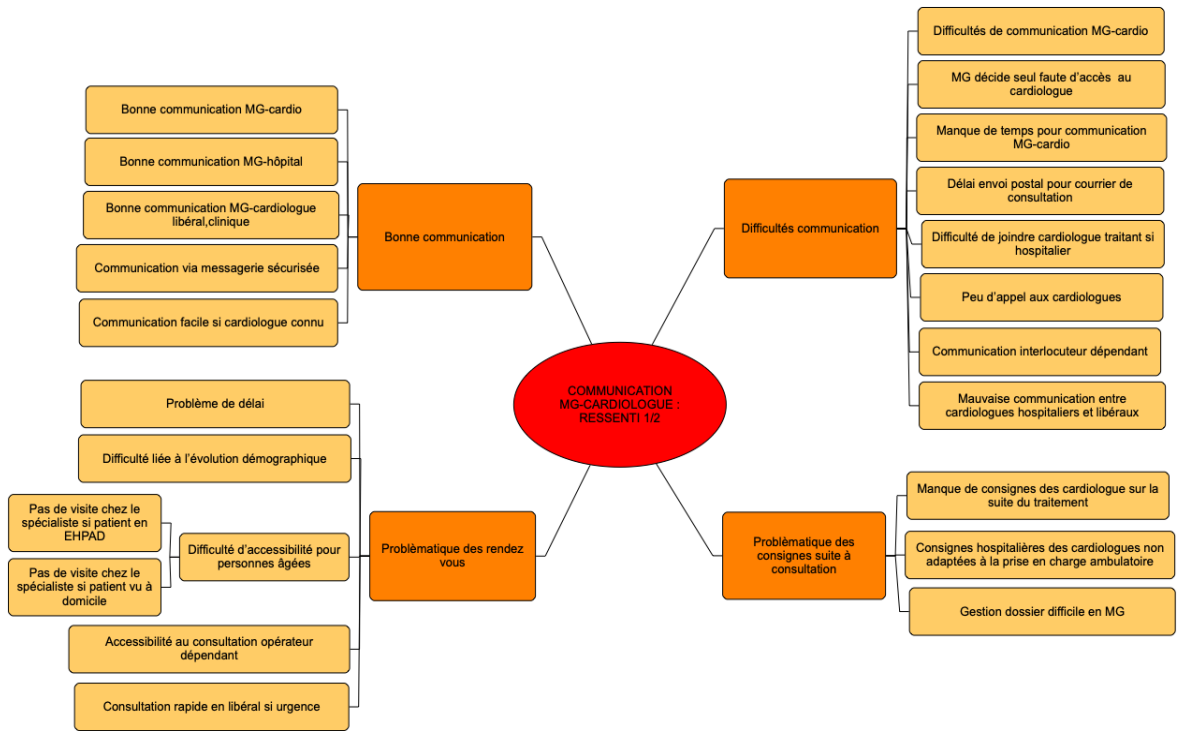 Bonne communication MG-cardio
Bonne communication MG-hôpital
Bonne communication MG-cardiologue
libéral,clinique
Communication via messagerie sécurisée
Communication facile si cardiologue connu
Bonne communication
Difficultés de communication MG-cardio
MG décide seul faute d'accès au
cardiologue
Manque de temps pour communication
MG-cardio
Délai envoi postal pour courrier de
consultation
Difficulté de joindre cardiologue traitant si
hospitalier
Peu d'appel aux cardiologues
Communication interlocuteur dépendant
Mauvaise communication entre
cardiologues hospitaliers et libéraux
Difficultés communication
COMMUNICATION
MG-CARDIOLOGUE :
RESSENTI 1/2
Problème de délai
Difficulté liée à l'évolution démographique
Pas de visite chez le
spécialiste si patient en
EHPAD
Pas de visite chez le
spécialiste si patient vu à
domicile
Difficulté d'accessibilité pour
personnes âgées
Accessibilité au consultation opérateur
dépendant
Consultation rapide en libéral si urgence
Problèmatique des rendez
vous
Problèmatique des
consignes suite à
consultation
Manque de consignes des cardiologue sur la
suite du traitement
Consignes hospitalières des cardiologues non
adaptées à la prise en charge ambulatoire
Gestion dossier difficile en MG